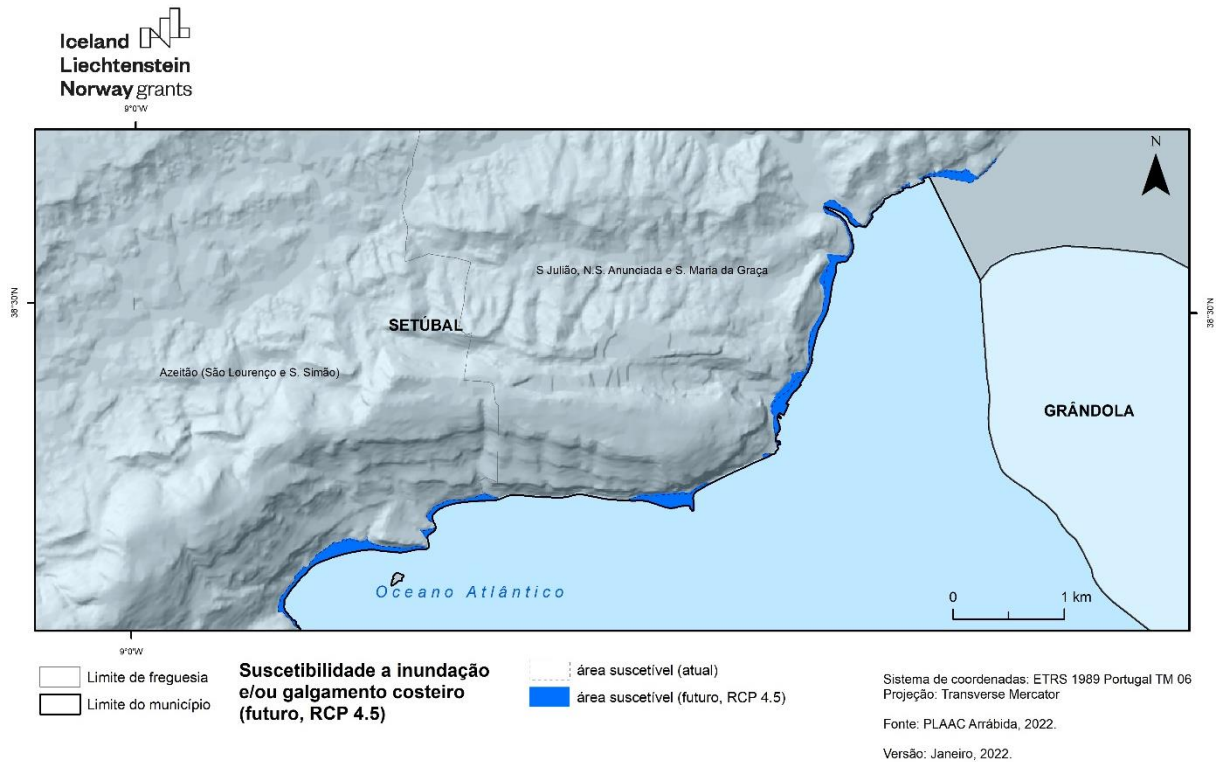 Iceland
Liechtenstein
Norway grants
9°0'W
N
S Julião, N.S. Anunciada e S. Maria da Graça
38°30'N
38°30'N
SETÚBAL
Azeitão (São Lourenço e S. Simão)
GRÂNDOLA
Oceano Atlântico
0 1 km
9°0'W
Limite de freguesia
Limite do município
Suscetibilidade a inundação
e/ou galgamento costeiro
(futuro, RCP 4.5)
área suscetível (atual)
área suscetível (futuro, RCP 4.5)
Sistema de coordenadas: ETRS 1989 Portugal TM 06
Projeção: Transverse Mercator
Fonte: PLAAC Arrábida, 2022.
Versão: Janeiro, 2022.